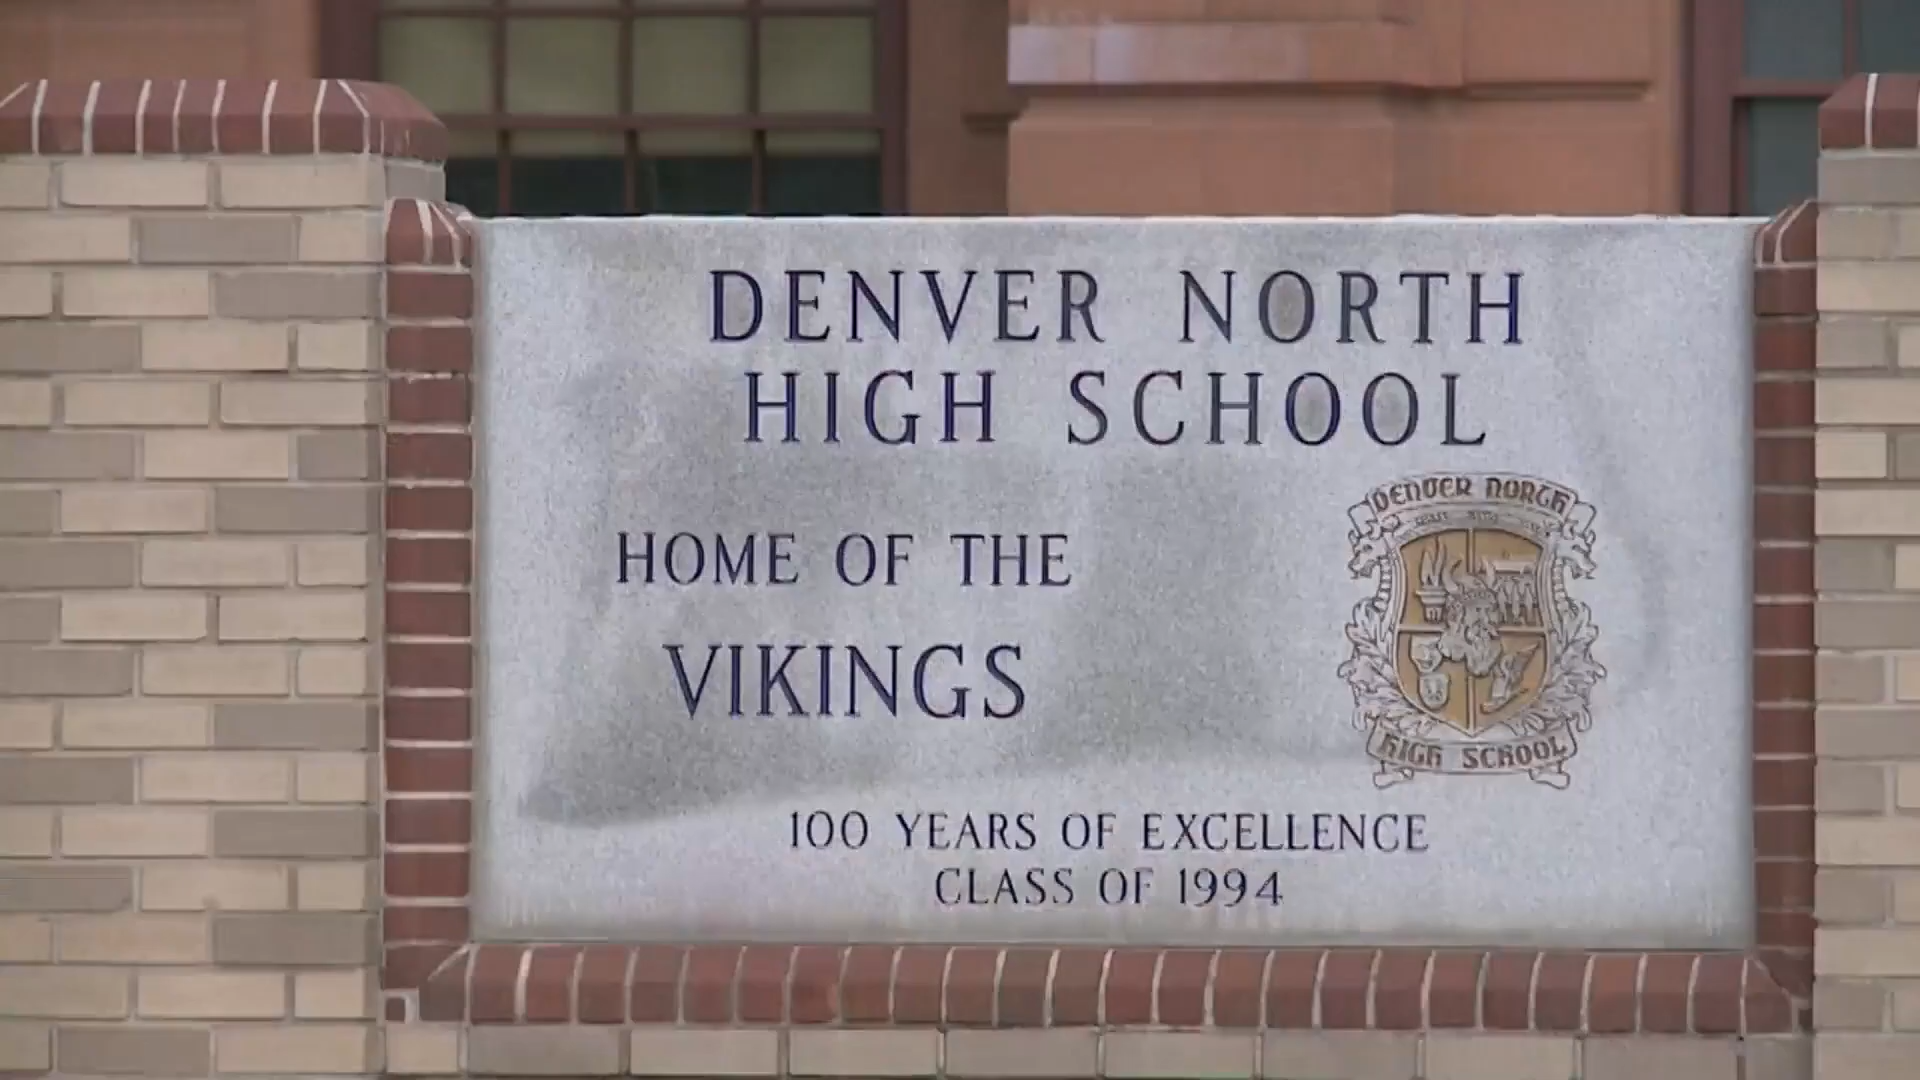 DENVER NORTH
HIGH SCHOOL
DENVER NORTH
HOME OF THE
VIKINGS
HIGH SCHOOL
100 YEARS OF EXCELLENCE
CLASS OF 1994